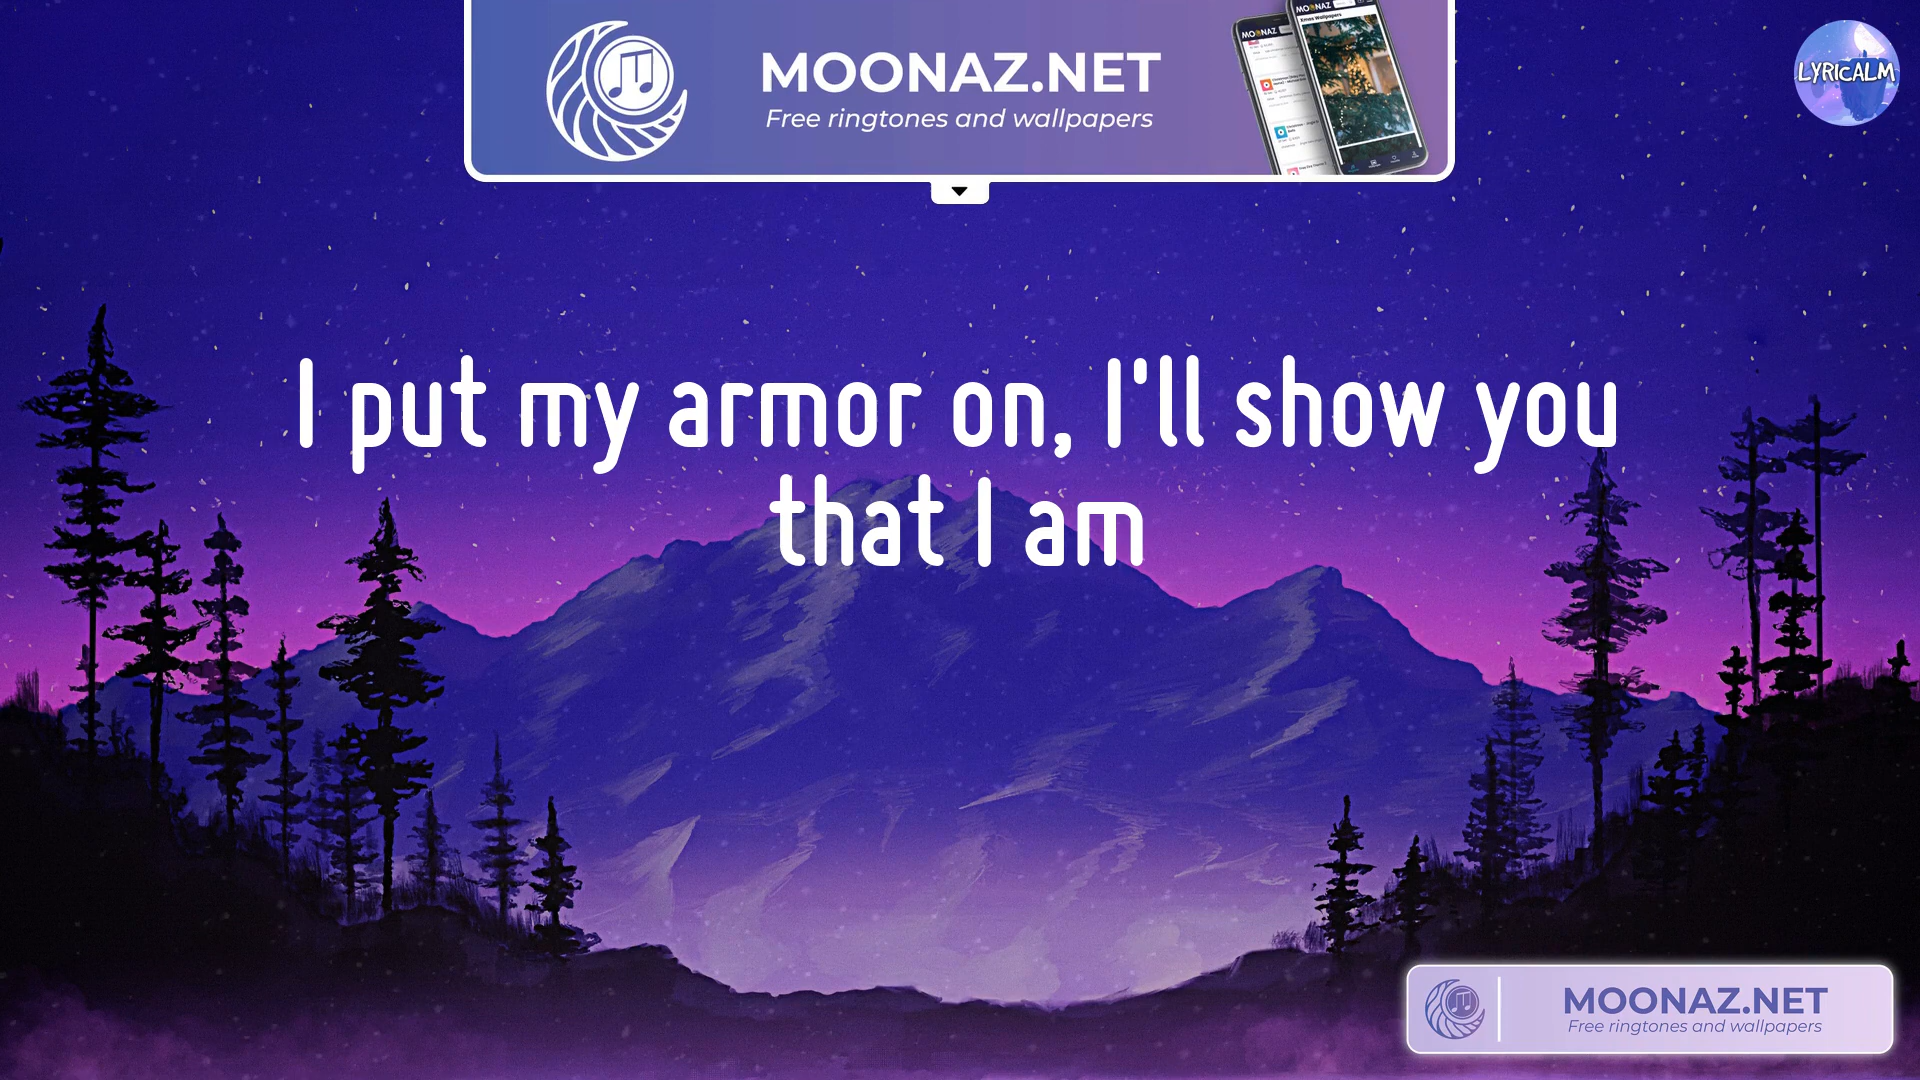 MOONAZ.NET
Free ringtones and wallpapers
LYRICALM
I put my armor on, I'll show you
that I am
MOONAZ.NET
Free ringtones and wallpapers